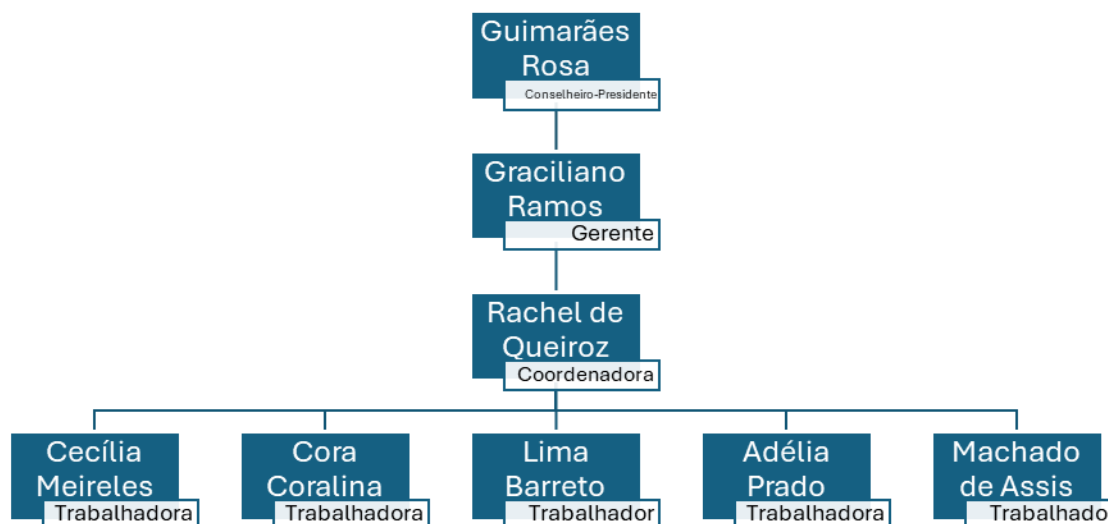 Guimarães
Rosa
Conselheiro-Presidente
Graciliano
Ramos
Gerente
Rachel de
Queiroz
Coordenadora
Cecília
Meireles
Trabalhadora
Cora
Coralina
Trabalhadora
Lima
Barreto
Trabalhador
Adélia
Prado
Trabalhadora
Machado
de Assis
Trabalhado